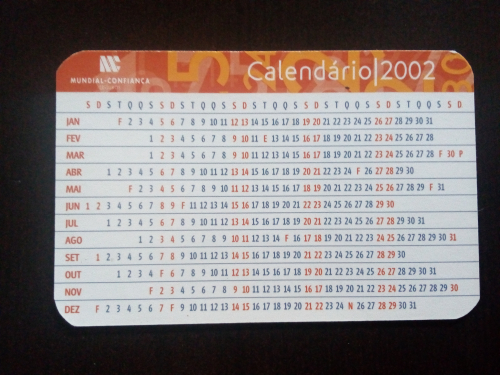 MUNDIAL-CONFIANÇA
Calendário|2002
S D S T Q Q S S D S T Q Q S S D S T Q Q S S D S T Q Q S S D S T Q Q S S D
JAN F 2 3 4 5 6 7 8 9 10 11 12 13 14 15 16 17 18 19 20 21 22 23 24 25 26 27 28 29 30 31
FEV 1 2 3 4 5 6 7 8 9 10 11 E 13 14 15 16 17 18 19 20 21 22 23 24 25 26 27 28
MAR 1 2 3 4 5 6 7 8 9 10 11 12 13 14 15 16 17 18 19 20 21 22 23 24 25 26 27 28 F 30 P
ABR 1 2 3 4 5 6 7 8 9 10 11 12 13 14 15 16 17 18 19 20 21 22 23 24 F 26 27 28 29 30
MAI F 2 3 4 5 6 7 8 9 10 11 12 13 14 15 16 17 18 19 20 21 22 23 24 25 26 27 28 29 F 31
JUN 1 2 3 4 5 6 7 8 9 F 11 12 13 14 15 16 17 18 19 20 21 22 23 24 25 26 27 28 29 30
JUL 1 2 3 4 5 6 7 8 9 10 11 12 13 14 15 16 17 18 19 20 21 22 23 24 25 26 27 28 29 30 31
AGO 1 2 3 4 5 6 7 8 9 10 11 12 13 14 F 16 17 18 19 20 21 22 23 24 25 26 27 28 29 30 31
SET 1 2 3 4 5 6 7 8 9 10 11 12 13 14 15 16 17 18 19 20 21 22 23 24 25 26 27 28 29 30
OUT 1 2 3 4 5 6 7 8 9 10 11 12 13 14 15 16 17 18 19 20 21 22 23 24 25 26 27 28 29 30 31
NOV F 2 3 4 5 6 7 8 9 10 11 12 13 14 15 16 17 18 19 20 21 22 23 24 25 26 27 28 29 30
DEZ F 2 3 4 5 6 7 F 9 10 11 12 13 14 15 16 17 18 19 20 21 22 23 24 N 26 27 28 29 30 31